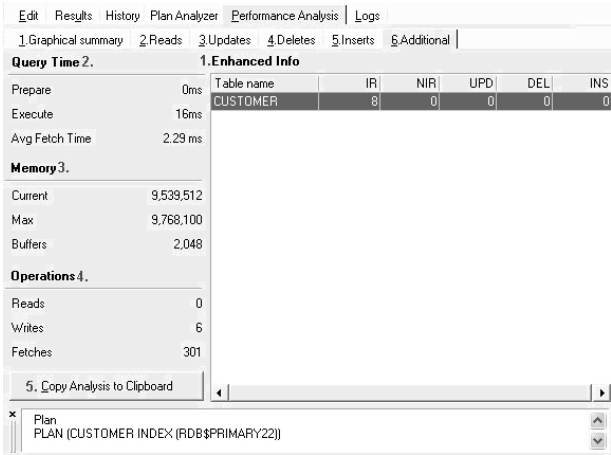 Edit Results History Plan Analyzer Performance Analysis Logs
1.Graphical summary 2.Reads 3.Updates 4.Deletes 5.Inserts 6.Additional
Query Time 2.
Prepare 0ms
Execute 16ms
Avg Fetch Time 2.29 ms
Memory 3.
Current 9,539,512
Max 9,768,100
Buffers 2,048
Operations 4.
Reads 0
Writes 6
Fetches 301
5. Copy Analysis to Clipboard
1.Enhanced Info
Table name IR NIR UPD DEL INS
CUSTOMER 8 0 0 0 0
Plan
PLAN (CUSTOMER INDEX (RDB$PRIMARY22))